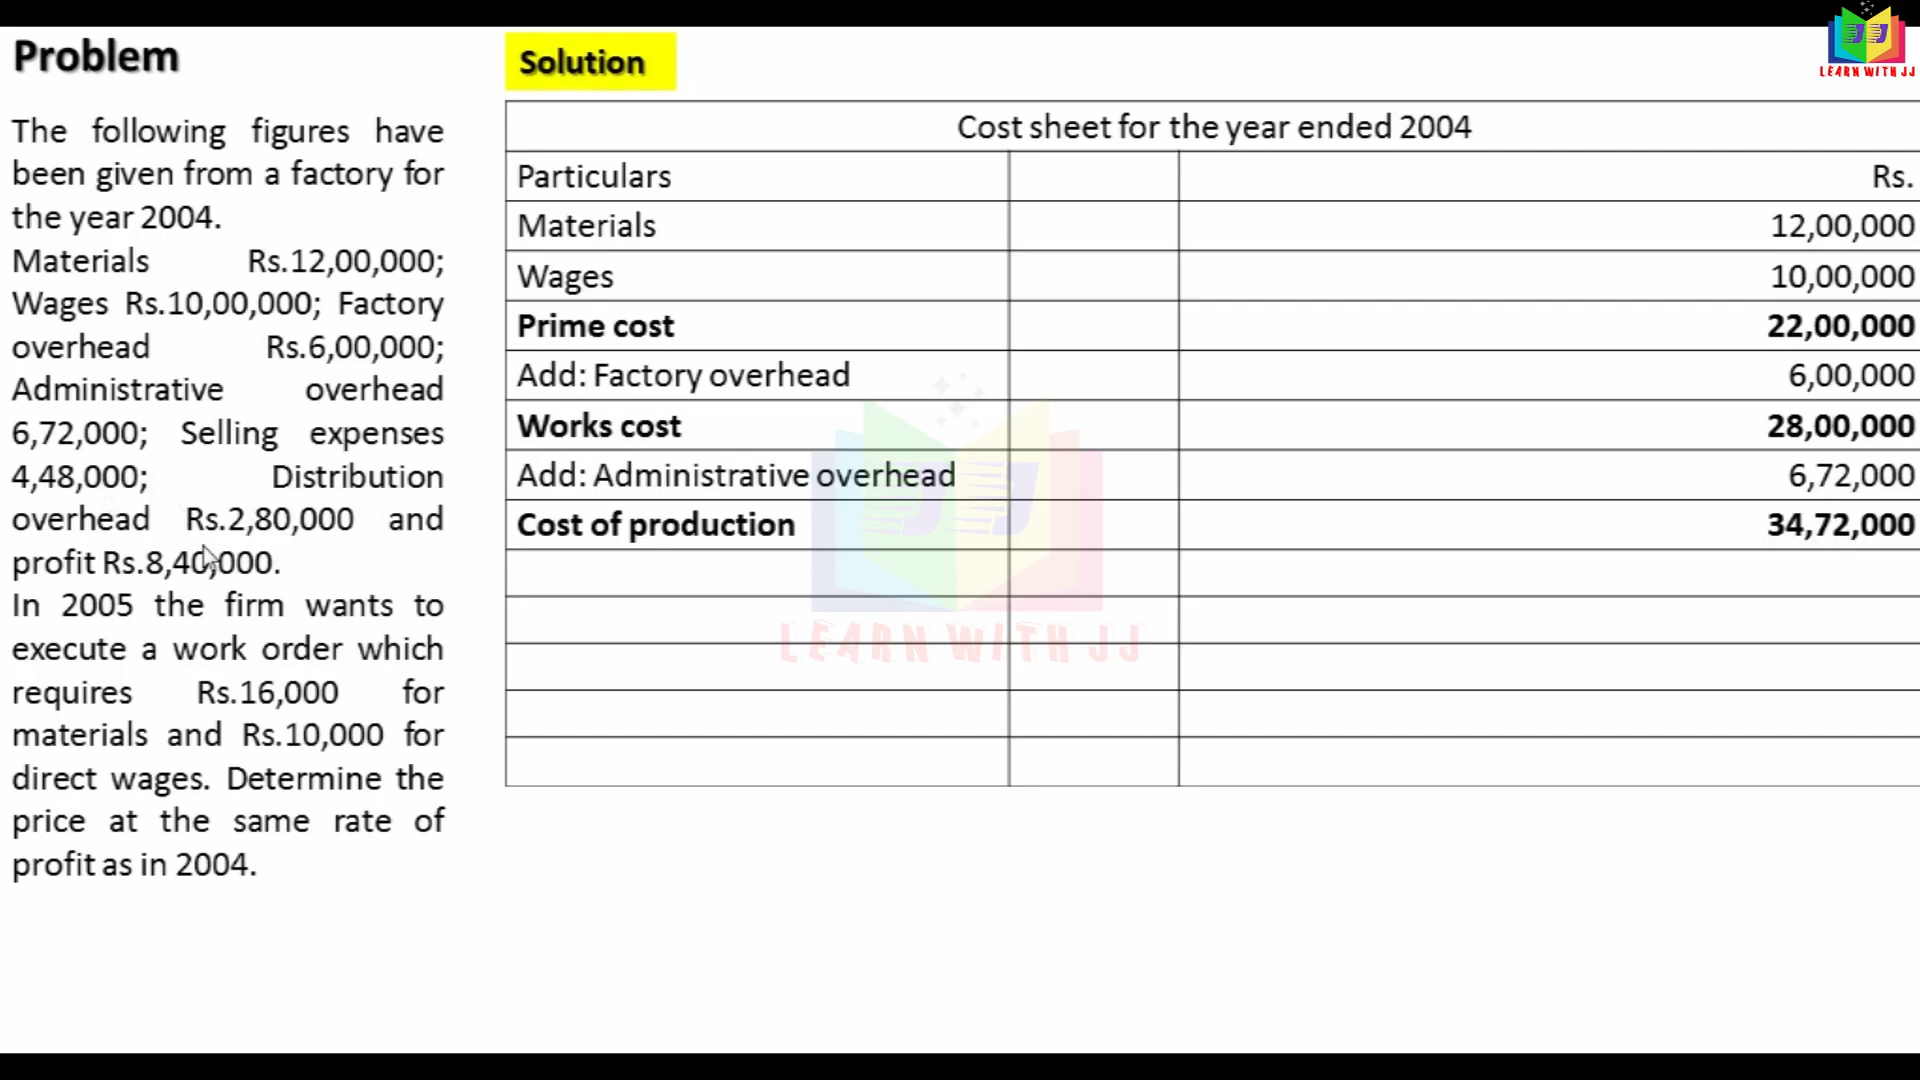 LEARN WITH JJ
Problem
The following figures have
been given from a factory for
the year 2004.
Materials Rs.12,00,000;
Wages Rs.10,00,000; Factory
overhead Rs.6,00,000;
Administrative overhead
6,72,000; Selling expenses
4,48,000; Distribution
overhead Rs.2,80,000 and
profit Rs.8,40,000.
In 2005 the firm wants to
execute a work order which
requires Rs.16,000 for
materials and Rs.10,000 for
direct wages. Determine the
price at the same rate of
profit as in 2004.
Solution
Cost sheet for the year ended 2004
Particulars Rs.
Materials 12,00,000
Wages 10,00,000
Prime cost 22,00,000
Add: Factory overhead 6,00,000
Works cost 28,00,000
Add: Administrative overhead 6,72,000
Cost of production 34,72,000
JJ
LEARN WITH JJ